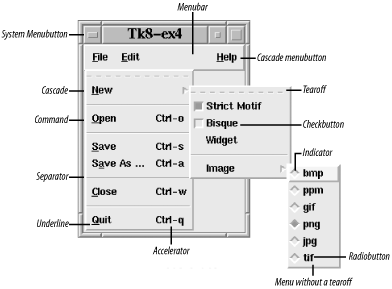 Menubar
System Menubutton
Tk8-ex4
File Edit Help
Cascade menubutton
Cascade
New
Tearoff
Strict Motif
Command
Open Ctrl-o
Bisque
Checkbutton
Widget
Save Ctrl-s
Save As ... Ctrl-a
Indicator
Separator
Image
bmp
Close Ctrl-w
ppm
gif
Underline
Quit Ctrl-q
png
jpg
Accelerator
tif
Radiobutton
Menu without a tearoff